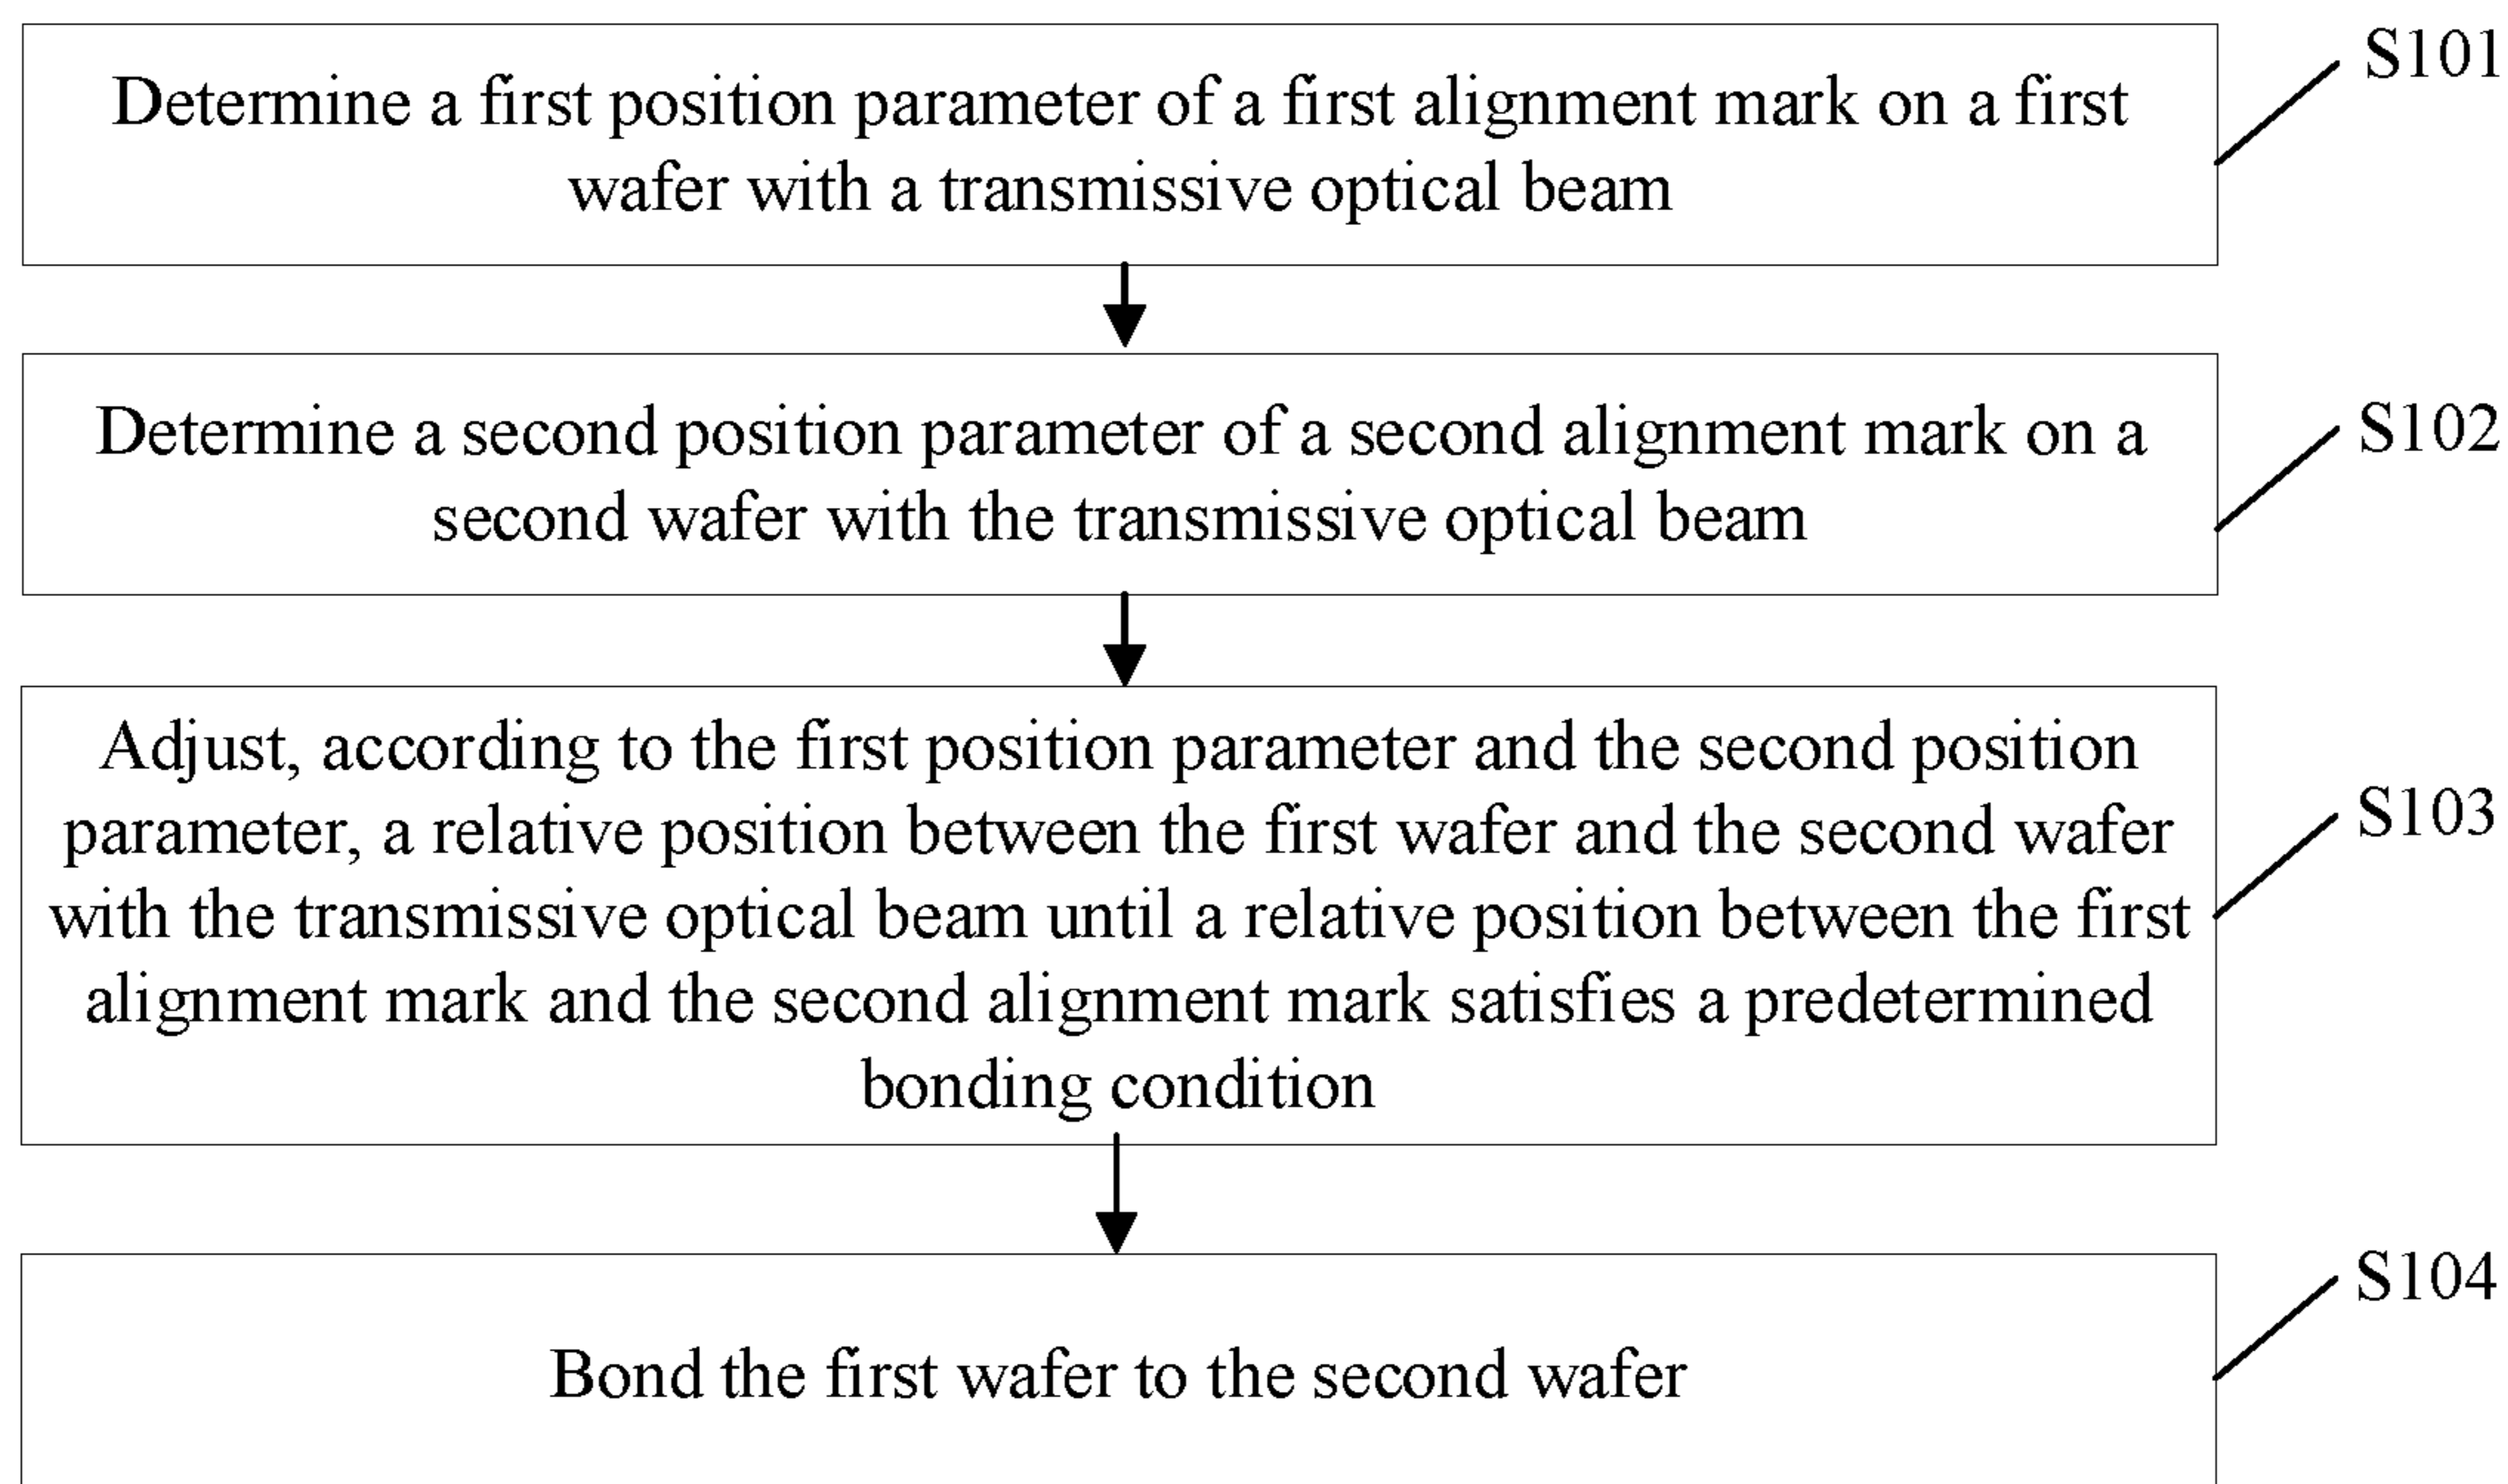 Determine a first position parameter of a first alignment mark on a first
wafer with a transmissive optical beam
S101
Determine a second position parameter of a second alignment mark on a
second wafer with the transmissive optical beam
S102
Adjust, according to the first position parameter and the second position
parameter, a relative position between the first wafer and the second wafer
with the transmissive optical beam until a relative position between the first
alignment mark and the second alignment mark satisfies a predetermined
bonding condition
S103
Bond the first wafer to the second wafer
S104